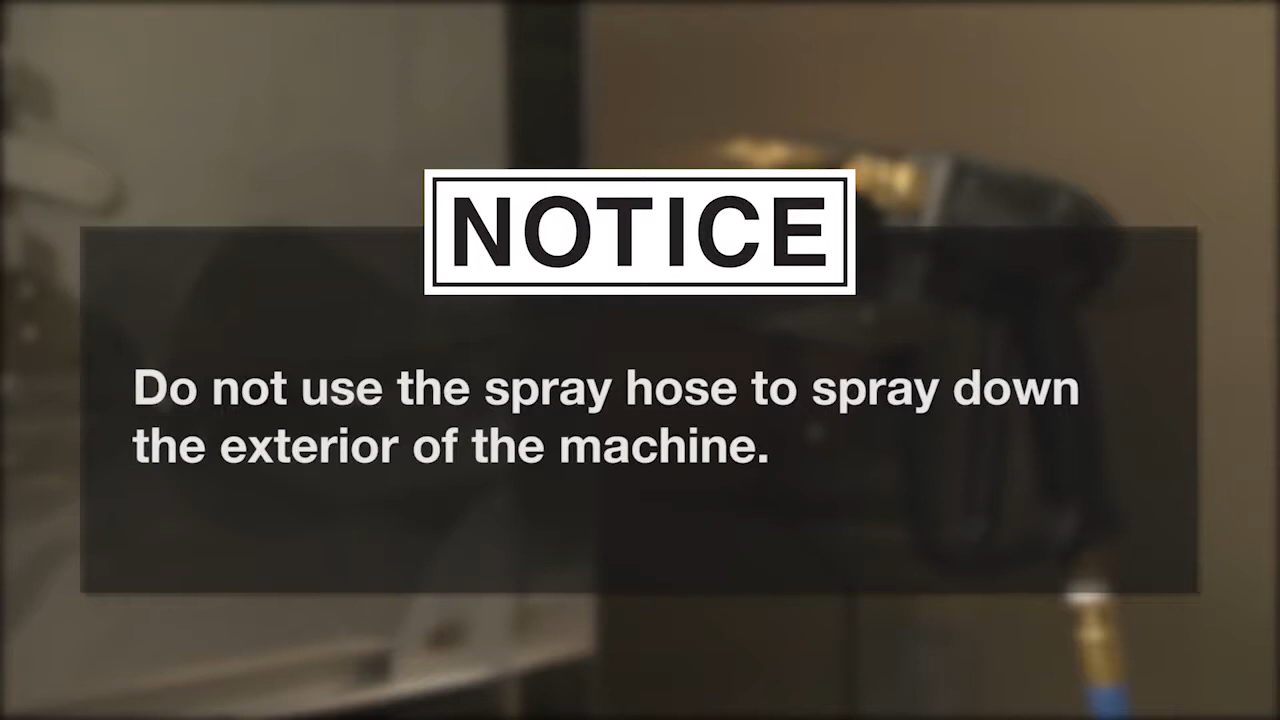 NOTICE
Do not use the spray hose to spray down
the exterior of the machine.